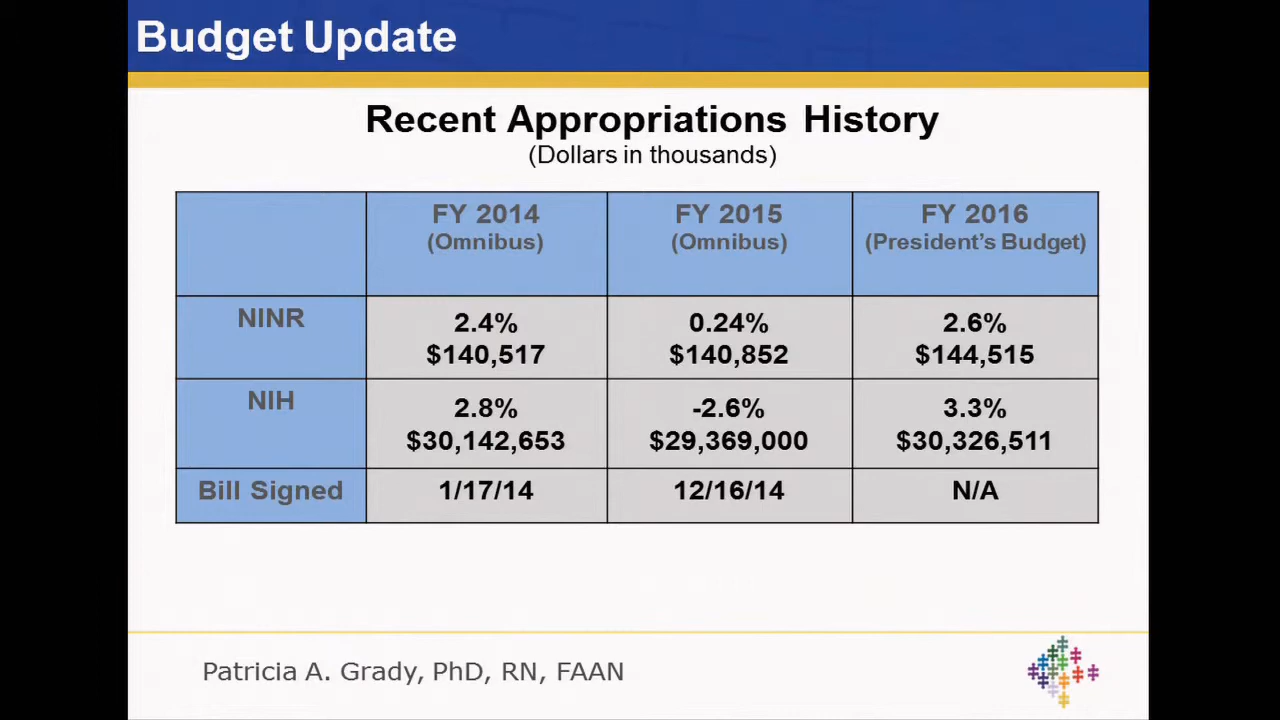 Budget Update
Recent Appropriations History
(Dollars in thousands)
FY 2014 FY 2015 FY 2016
(Omnibus) (Omnibus) (President's Budget)
NINR 2.4% 0.24% 2.6%
$140,517 $140,852 $144,515
NIH 2.8% -2.6% 3.3%
$30,142,653 $29,369,000 $30,326,511
Bill Signed 1/17/14 12/16/14 N/A
Patricia A. Grady, PhD, RN, FAAN